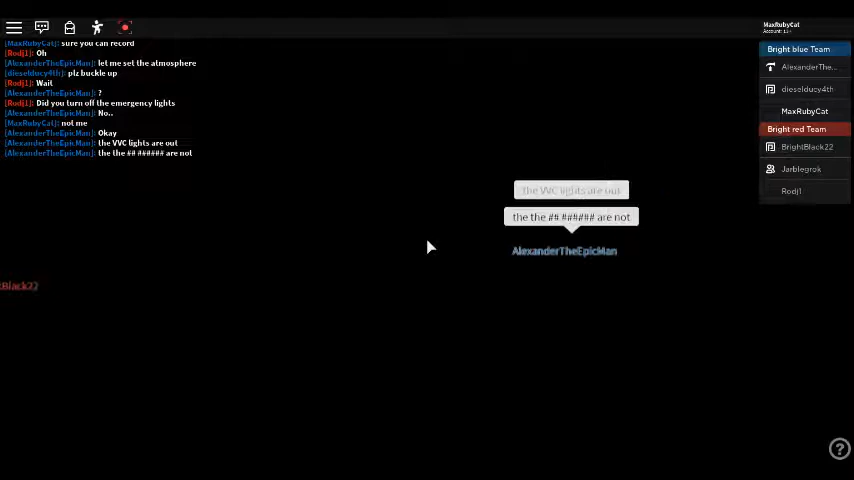 MaxRubyCat
Account: 13+
[MaxRubyCat]: sure you can record
[Rodj1]: Oh
[AlexanderTheEpicMan]: let me set the atmosphere
[dieselducy4th]: plz buckle up
[Rodj1]: Wait
[AlexanderTheEpicMan]: ?
[Rodj1]: Did you turn off the emergency lights
[AlexanderTheEpicMan]: No..
[MaxRubyCat]: not me
[AlexanderTheEpicMan]: Okay
[AlexanderTheEpicMan]: the VVC lights are out
[AlexanderTheEpicMan]: the the ## ###### are not
Bright blue Team
AlexanderThe...
dieselducy4th
MaxRubyCat
Bright red Team
BrightBlack22
Jarblegrok
Rodj1
the VVC lights are out
the the ## ###### are not
AlexanderTheEpicMan
Black22
?